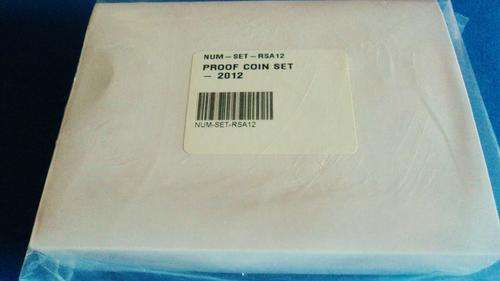 NUM-SET-RSA12
PROOF COIN SET
- 2012
NUM-SET-RSA12